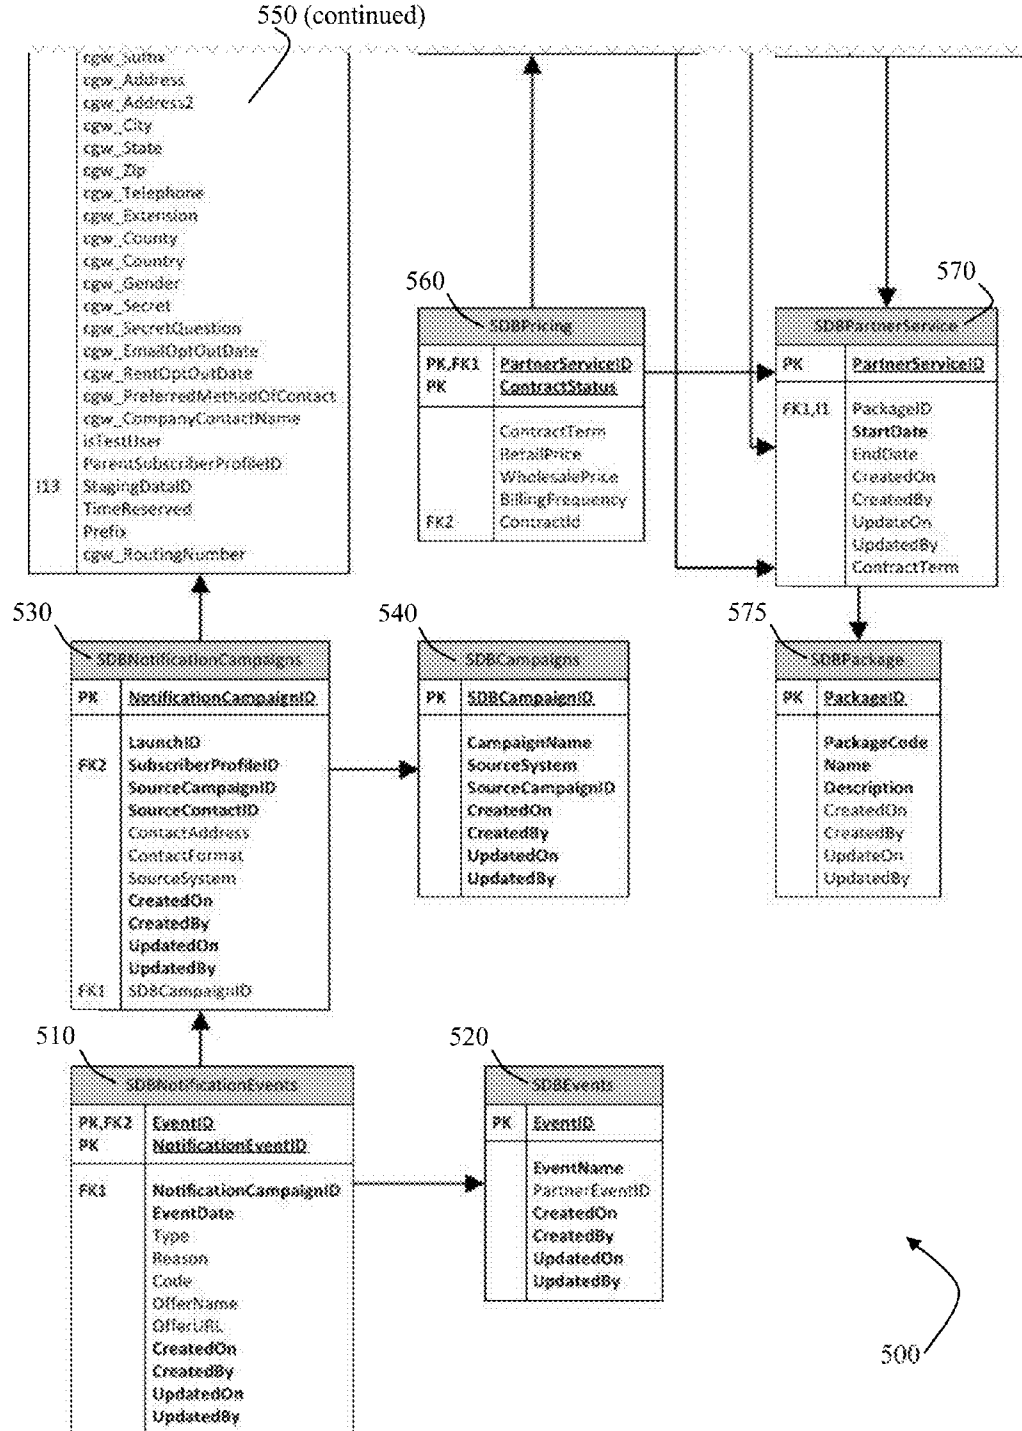 550 (continued)
cgw_Suffix
cgw_Address
cgw_Address2
cgw_City
cgw_State
cgw_Zip
cgw_Telephone
cgw_Extension
cgw_County
cgw_Country
cgw_Gender
cgw_Secret
cgw_SecretQuestion
cgw_EmailOptOutDate
cgw_RentOptOutDate
cgw_PreferredMethodOfContact
cgw_CompanyContactName
isTestUser
ParentSubscriberProfileID
I13 StagingDataID
TimeReserved
Prefix
cgw_RoutingNumber
560
SDBPricing
PK,FK1 PartnerServiceID
PK ContractStatus
ContractTerm
RetailPrice
WholesalePrice
BillingFrequency
FK2 ContractId
570
SDBPartnerService
PK PartnerServiceID
FK1,I1 PackageID
StartDate
EndDate
CreatedOn
CreatedBy
UpdateOn
UpdatedBy
ContractTerm
530
SDBNotificationCampaigns
PK NotificationCampaignID
LaunchID
FK2 SubscriberProfileID
SourceCampaignID
SourceContactID
ContactAddress
ContactFormat
SourceSystem
CreatedOn
CreatedBy
UpdatedOn
UpdatedBy
FK1 SDBCampaignID
540
SDBCampaigns
PK SDBCampaignID
CampaignName
SourceSystem
SourceCampaignID
CreatedOn
CreatedBy
UpdatedOn
UpdatedBy
575
SDBPackage
PK PackageID
PackageCode
Name
Description
CreatedOn
CreatedBy
UpdateOn
UpdatedBy
510
SDBNotificationEvents
PK,FK2 EventID
PK NotificationEventID
FK1 NotificationCampaignID
EventDate
Type
Reason
Code
OfferName
OfferURL
CreatedOn
CreatedBy
UpdatedOn
UpdatedBy
520
SDBEvents
PK EventID
EventName
PartnerEventID
CreatedOn
CreatedBy
UpdatedOn
UpdatedBy
500